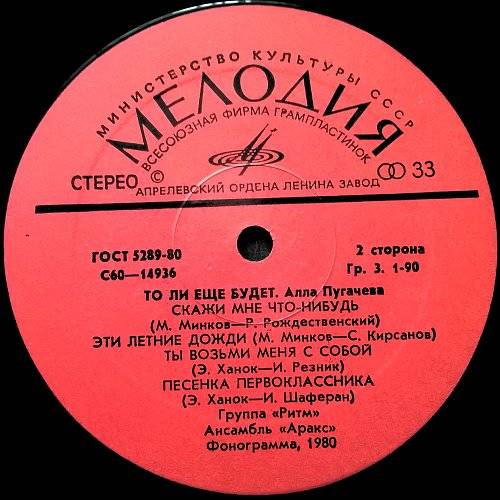 МИНИСТЕРСТВО КУЛЬТУРЫ СССР
МЕЛОДИЯ
ВСЕСОЮЗНАЯ ФИРМА ГРАМПЛАСТИНОК
СТЕРЕО © 33
АПРЕЛЕВСКИЙ ОРДЕНА ЛЕНИНА ЗАВОД
ГОСТ 5289-80 2 сторона
С60—14936 Гр. 3. 1-90
ТО ЛИ ЕЩЕ БУДЕТ. Алла Пугачева
СКАЖИ МНЕ ЧТО-НИБУДЬ
(М. Минков—Р. Рождественский)
ЭТИ ЛЕТНИЕ ДОЖДИ (М. Минков—С. Кирсанов)
ТЫ ВОЗЬМИ МЕНЯ С СОБОЙ
(Э. Ханок—И. Резник)
ПЕСЕНКА ПЕРВОКЛАССНИКА
(Э. Ханок—И. Шаферан)
Группа «Ритм»
Ансамбль «Аракс»
Фонограмма, 1980